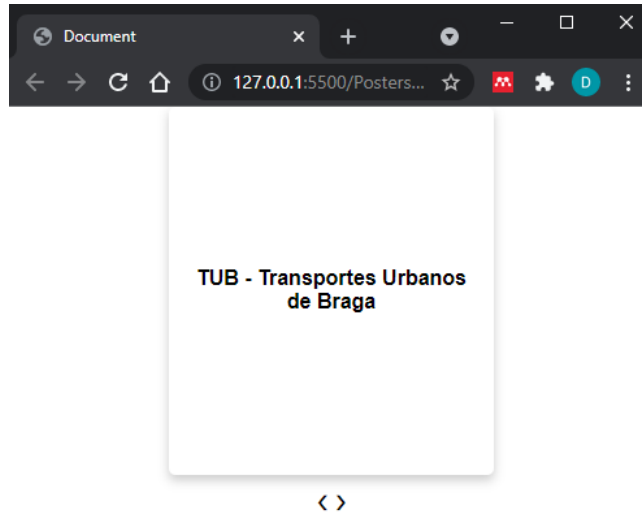 Document
127.0.0.1:5500/Posters...
D
TUB - Transportes Urbanos
de Braga